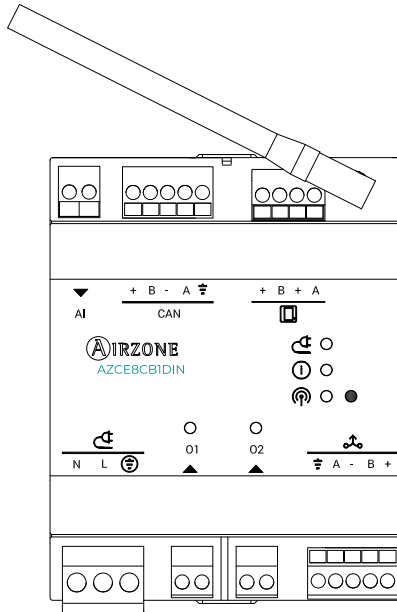 + B - A
+ B + A
AI
CAN
AIRZONE
AZCE8CB1DIN
O1
O2
N L
A - B +